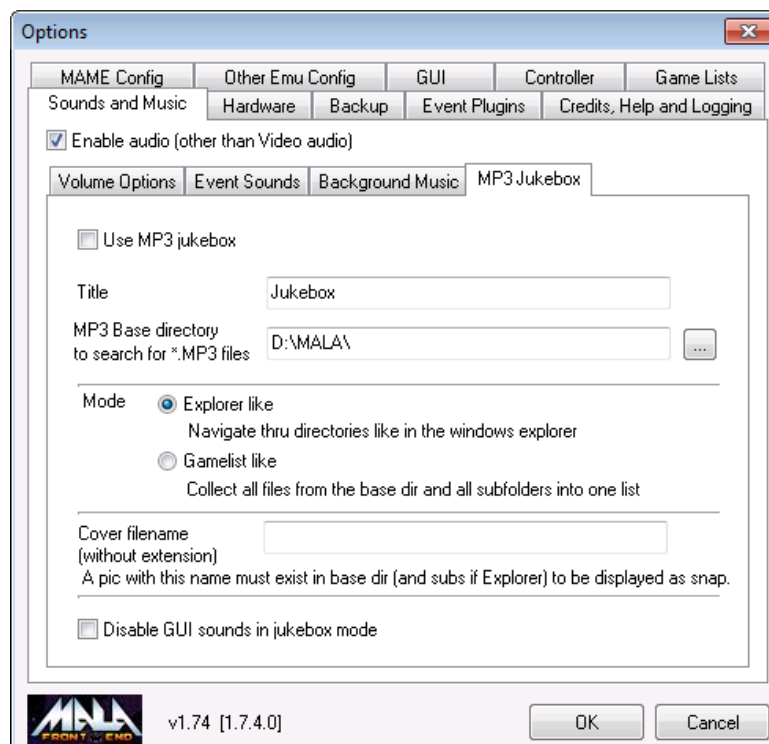 Options
MAME Config Other Emu Config GUI Controller Game Lists
Sounds and Music Hardware Backup Event Plugins Credits, Help and Logging
Enable audio (other than Video audio)
Volume Options Event Sounds Background Music MP3 Jukebox
Use MP3 jukebox
Title Jukebox
MP3 Base directory
to search for *.MP3 files D:\MALA\ ...
Mode Explorer like
Navigate thru directories like in the windows explorer
Gamelist like
Collect all files from the base dir and all subfolders into one list
Cover filename
(without extension)
A pic with this name must exist in base dir (and subs if Explorer) to be displayed as snap.
Disable GUI sounds in jukebox mode
MALA
FRONT END
v1.74 [1.7.4.0] OK Cancel